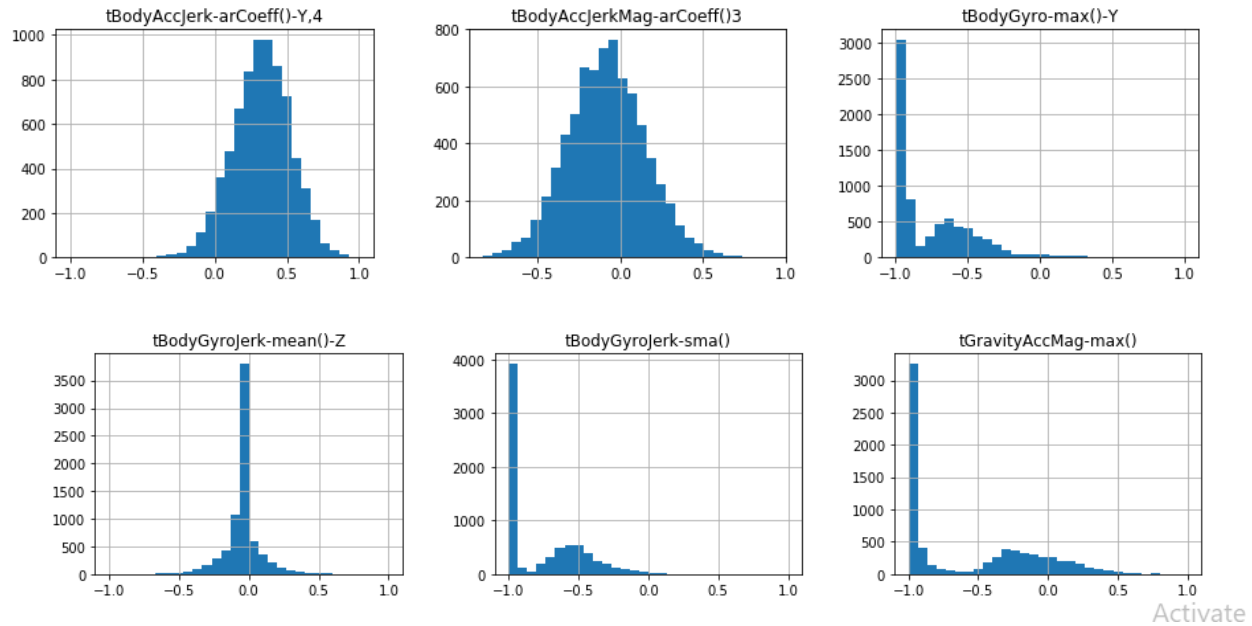 tBodyAccJerk-arCoeff()-Y,4
1000
800
600
400
200
0
−1.0 −0.5 0.0 0.5 1.0
tBodyAccJerkMag-arCoeff()3
800
600
400
200
0
−0.5 0.0 0.5 1.0
tBodyGyro-max()-Y
3000
2500
2000
1500
1000
500
0
−1.0 −0.5 0.0 0.5 1.0
tBodyGyroJerk-mean()-Z
3500
3000
2500
2000
1500
1000
500
0
−1.0 −0.5 0.0 0.5 1.0
tBodyGyroJerk-sma()
4000
3000
2000
1000
0
−1.0 −0.5 0.0 0.5 1.0
tGravityAccMag-max()
3000
2500
2000
1500
1000
500
0
−1.0 −0.5 0.0 0.5 1.0
Activate